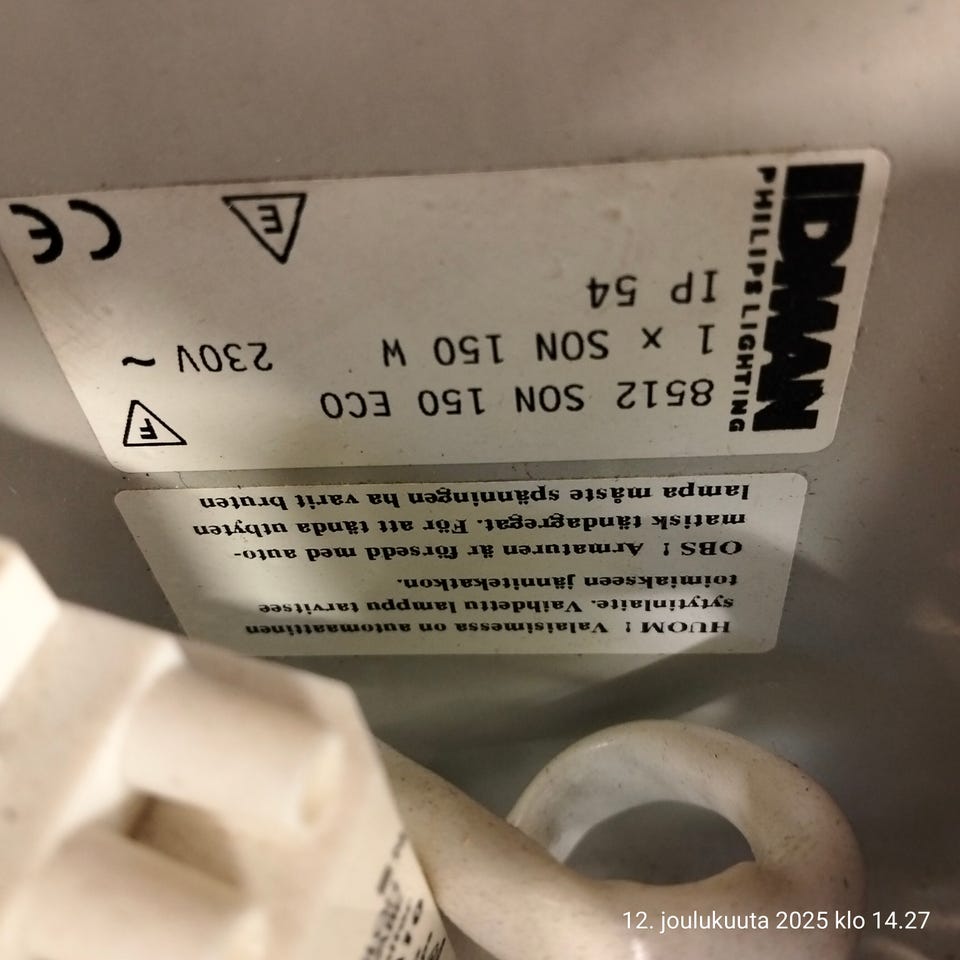 IDMAN
PHILIPS LIGHTING
8512 SON 150 ECO
F
1 x SON 150 W 230V ~
IP 54
E
CE
HUOM ! Valaisimessa on automaattinen
sytytinlaite. Vaihdettu lamppu tarvitsee
toimiakseen jännitekatkon.
OBS ! Armaturen är försedd med auto-
matisk tändagregat. För att tända utbyten
lampa måste spänningen ha varit bruten
12. joulukuuta 2025 klo 14.27